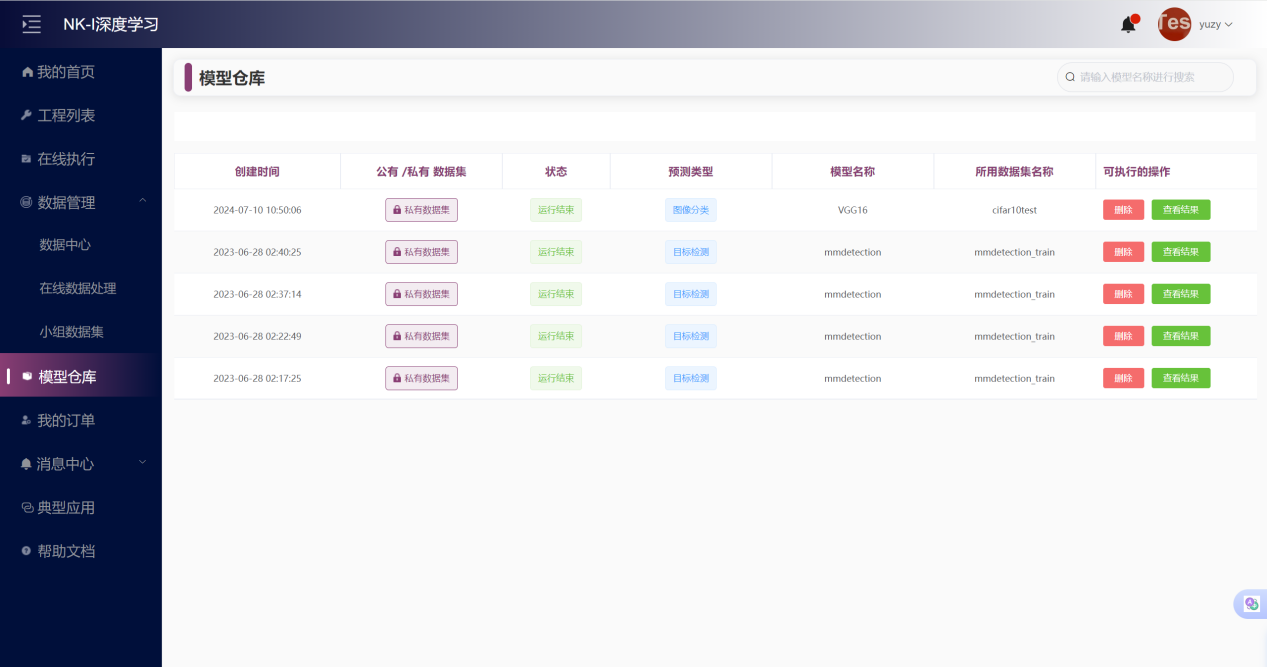 NK-I深度学习
Tes
yuzy
我的首页
工程列表
在线执行
数据管理
数据中心
在线数据处理
小组数据集
模型仓库
我的订单
消息中心
典型应用
帮助文档
模型仓库
请输入模型名称进行搜索
创建时间 公有 /私有 数据集 状态 预测类型 模型名称 所用数据集名称 可执行的操作
2024-07-10 10:50:06 私有数据集 运行结束 图像分类 VGG16 cifar10test 删除 查看结果
2023-06-28 02:40:25 私有数据集 运行结束 目标检测 mmdetection mmdetection_train 删除 查看结果
2023-06-28 02:37:14 私有数据集 运行结束 目标检测 mmdetection mmdetection_train 删除 查看结果
2023-06-28 02:22:49 私有数据集 运行结束 目标检测 mmdetection mmdetection_train 删除 查看结果
2023-06-28 02:17:25 私有数据集 运行结束 目标检测 mmdetection mmdetection_train 删除 查看结果